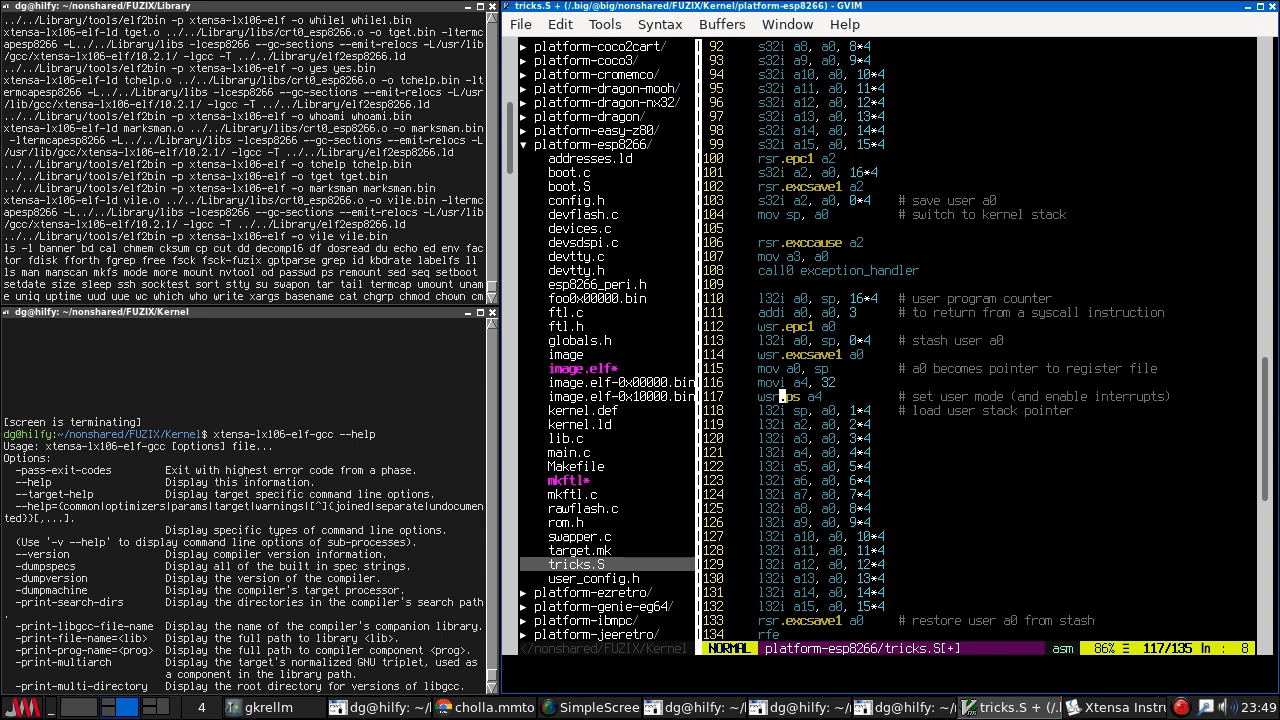 dg@hilfy: ~/nonshared/FUZIX/Library
../../Library/tools/elf2bin -p xtensa-lx106-elf -o while1 while1.bin
xtensa-lx106-elf-ld tget.o ../../Library/libs/crt0_esp8266.o -o tget.bin -lterm
capesp8266 -L../../Library/libs -lcesp8266 --gc-sections --emit-relocs -L/usr/lib
/gcc/xtensa-lx106-elf/10.2.1/ -lgcc -T ../../Library/elf2esp8266.ld
../../Library/tools/elf2bin -p xtensa-lx106-elf -o yes yes.bin
xtensa-lx106-elf-ld tchelp.o ../../Library/libs/crt0_esp8266.o -o tchelp.bin -lt
ermcapesp8266 -L../../Library/libs -lcesp8266 --gc-sections --emit-relocs -L/usr
/lib/gcc/xtensa-lx106-elf/10.2.1/ -lgcc -T ../../Library/elf2esp8266.ld
../../Library/tools/elf2bin -p xtensa-lx106-elf -o whoami whoami.bin
xtensa-lx106-elf-ld marksman.o ../../Library/libs/crt0_esp8266.o -o marksman.bin
-ltermcapesp8266 -L../../Library/libs -lcesp8266 --gc-sections --emit-relocs -L
/usr/lib/gcc/xtensa-lx106-elf/10.2.1/ -lgcc -T ../../Library/elf2esp8266.ld
../../Library/tools/elf2bin -p xtensa-lx106-elf -o tchelp tchelp.bin
../../Library/tools/elf2bin -p xtensa-lx106-elf -o tget tget.bin
../../Library/tools/elf2bin -p xtensa-lx106-elf -o marksman marksman.bin
xtensa-lx106-elf-ld vile.o ../../Library/libs/crt0_esp8266.o -o vile.bin -lterm
capesp8266 -L../../Library/libs -lcesp8266 --gc-sections --emit-relocs -L/usr/lib
/gcc/xtensa-lx106-elf/10.2.1/ -lgcc -T ../../Library/elf2esp8266.ld
../../Library/tools/elf2bin -p xtensa-lx106-elf -o vile vile.bin
ls -l banner bd cal chmem cksum cp cut dd decomp16 df dosread du echo ed env fac
tor fdisk fforth fgrep free fsck fsck-fuzix gptparse grep id kbdrate labelfs ll
ls man manscan mkfs mode more mount nvtool od passwd ps remount sed seq setboot
setdate size sleep ssh socktest sort stty su swapon tar tail termcap umount unam
e uniq uptime uud uue wc which who write xargs basename cat chgrp chmod chown cm
dg@hilfy: ~/nonshared/FUZIX/Kernel
[screen is terminating]
dg@hilfy:~/nonshared/FUZIX/Kernel$ xtensa-lx106-elf-gcc --help
Usage: xtensa-lx106-elf-gcc [options] file...
Options:
-pass-exit-codes Exit with highest error code from a phase.
--help Display this information.
--target-help Display target specific command line options.
--help={common|optimizers|params|target|warnings|[^]{joined|separate|undocumen
ted}}[,...].
Display specific types of command line options.
(Use '-v --help' to display command line options of sub-processes).
--version Display compiler version information.
-dumpspecs Display all of the built in spec strings.
-dumpversion Display the version of the compiler.
-dumpmachine Display the compiler's target processor.
-print-search-dirs Display the directories in the compiler's search path
.
-print-libgcc-file-name Display the name of the compiler's companion library.
-print-file-name=<lib> Display the full path to library <lib>.
-print-prog-name=<prog> Display the full path to compiler component <prog>.
-print-multiarch Display the target's normalized GNU triplet, used as
a component in the library path.
-print-multi-directory Display the root directory for versions of libgcc.
tricks.S + (/.big/@big/nonshared/FUZIX/Kernel/platform-esp8266) - GVIM
File Edit Tools Syntax Buffers Window Help
▶ platform-coco2cart/
▶ platform-coco3/
▶ platform-cromemco/
▶ platform-dragon-mooh/
▶ platform-dragon-nx32/
▶ platform-dragon/
▶ platform-easy-z80/
▼ platform-esp8266/
addresses.ld
boot.c
boot.S
config.h
devflash.c
devices.c
devsdspi.c
devtty.c
devtty.h
esp8266_peri.h
foo0x00000.bin
ftl.c
ftl.h
globals.h
image
image.elf*
image.elf-0x00000.bin
image.elf-0x10000.bin
kernel.def
kernel.ld
lib.c
main.c
Makefile
mkftl*
mkftl.c
rawflash.c
rom.h
swapper.c
target.mk
tricks.S
user_config.h
▶ platform-ezretro/
▶ platform-genie-eg64/
▶ platform-ibmpc/
▶ platform-jeeretro/
</nonshared/FUZIX/Kernel
92 s32i a8, a0, 8*4
93 s32i a9, a0, 9*4
94 s32i a10, a0, 10*4
95 s32i a11, a0, 11*4
96 s32i a12, a0, 12*4
97 s32i a13, a0, 13*4
98 s32i a14, a0, 14*4
99 s32i a15, a0, 15*4
100 rsr.epc1 a2
101 s32i a2, a0, 16*4
102 rsr.excsave1 a2
103 s32i a2, a0, 0*4 # save user a0
104 mov sp, a0 # switch to kernel stack
105
106 rsr.exccause a2
107 mov a3, a0
108 call0 exception_handler
109
110 l32i a0, sp, 16*4 # user program counter
111 addi a0, a0, 3 # to return from a syscall instruction
112 wsr.epc1 a0
113 l32i a0, sp, 0*4 # stash user a0
114 wsr.excsave1 a0
115 mov a0, sp # a0 becomes pointer to register file
116 movi a4, 32
117 wsr.ps a4 # set user mode (and enable interrupts)
118 l32i sp, a0, 1*4 # load user stack pointer
119 l32i a2, a0, 2*4
120 l32i a3, a0, 3*4
121 l32i a4, a0, 4*4
122 l32i a5, a0, 5*4
123 l32i a6, a0, 6*4
124 l32i a7, a0, 7*4
125 l32i a8, a0, 8*4
126 l32i a9, a0, 9*4
127 l32i a10, a0, 10*4
128 l32i a11, a0, 11*4
129 l32i a12, a0, 12*4
130 l32i a13, a0, 13*4
131 l32i a14, a0, 14*4
132 l32i a15, a0, 15*4
133 rsr.excsave1 a0 # restore user a0 from stash
134 rfe
NORMAL platform-esp8266/tricks.S[+] asm 86% ☰ 117/135 ln : 8
4 gkrellm dg@hilfy: ~/ cholla.mmto SimpleScree dg@hilfy: ~/ dg@hilfy: ~/ dg@hilfy: ~/ tricks.S + (/. Xtensa Instr 23:49